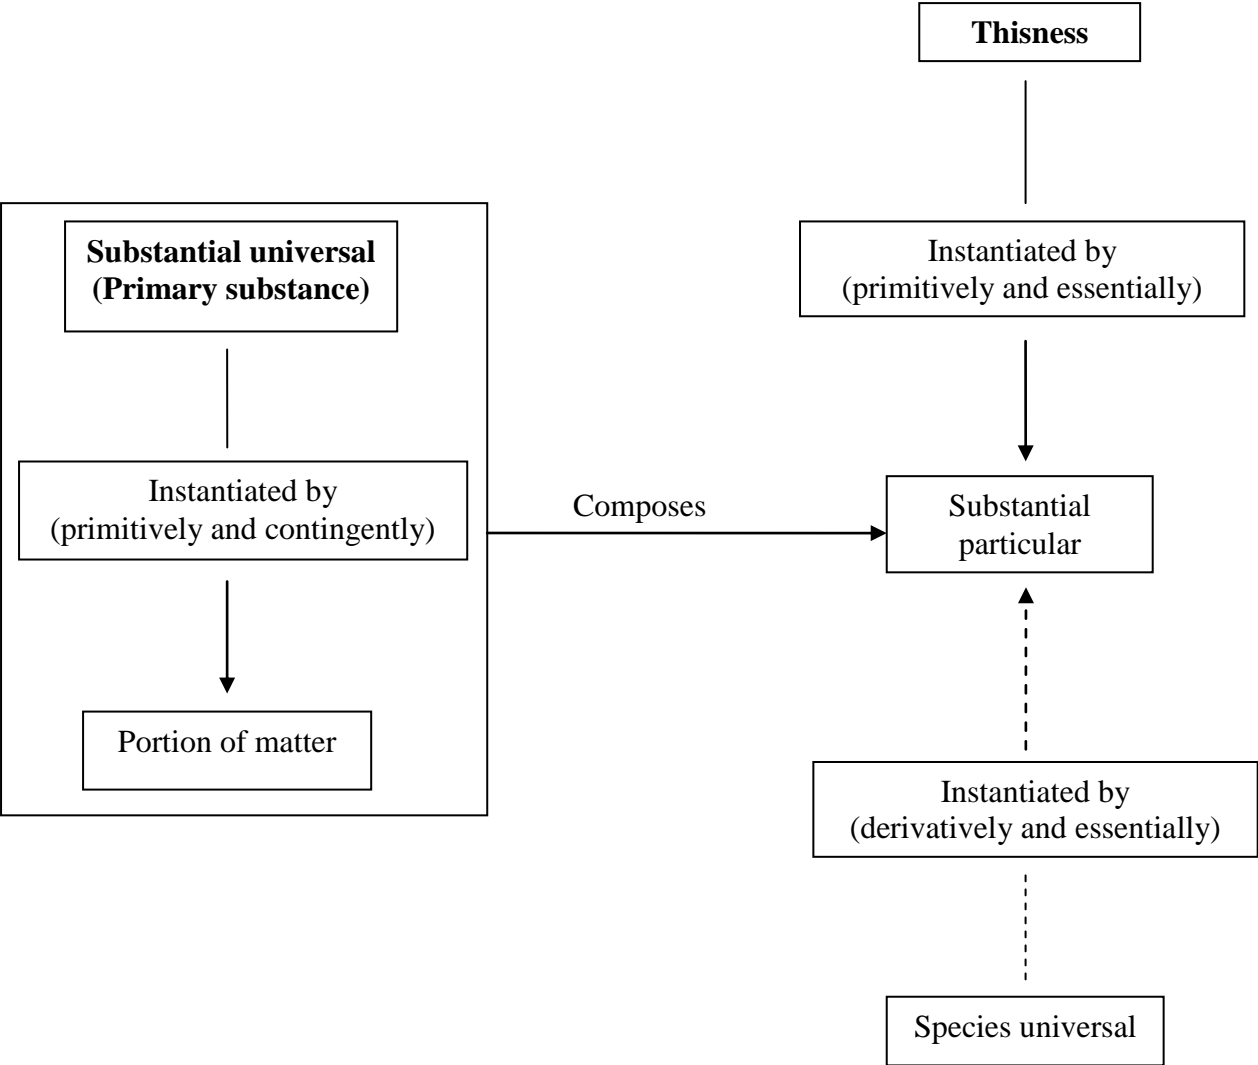 Thisness
Substantial universal
(Primary substance)
Instantiated by
(primitively and essentially)
Instantiated by
(primitively and contingently)
Composes
Substantial
particular
Portion of matter
Instantiated by
(derivatively and essentially)
Species universal